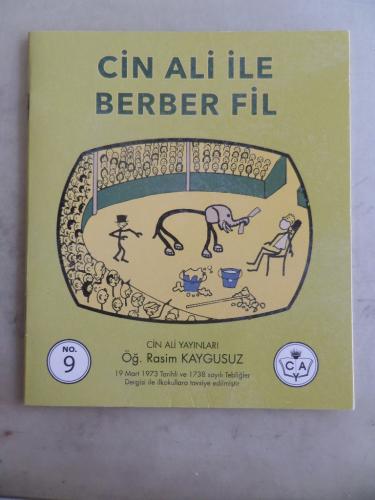 CİN ALİ İLE
BERBER FİL
CİN ALİ YAYINLARI
Öğ. Rasim KAYGUSUZ
19 Mart 1973 Tarihli ve 1738 sayılı Tebliğler
Dergisi ile ilkokullara tavsiye edilmiştir
NO.
9
C A
Y